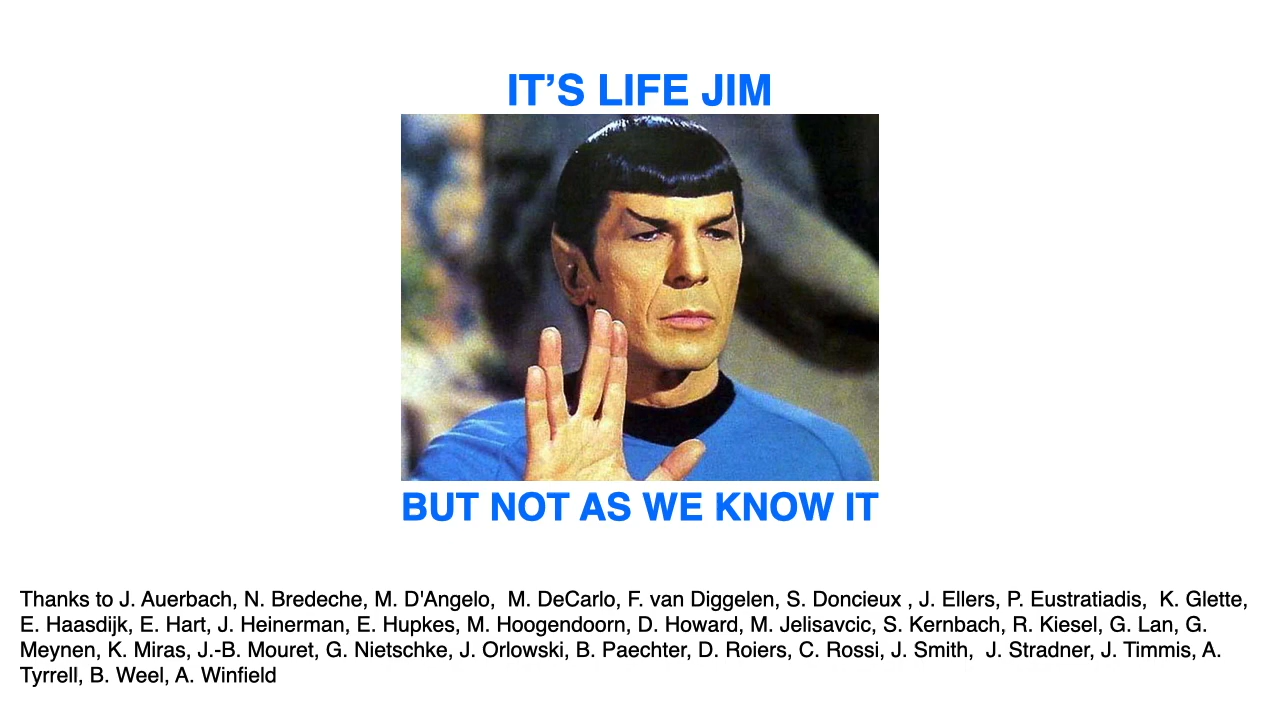 IT’S LIFE JIM
BUT NOT AS WE KNOW IT
Thanks to J. Auerbach, N. Bredeche, M. D'Angelo,  M. DeCarlo, F. van Diggelen, S. Doncieux , J. Ellers, P. Eustratiadis,  K. Glette,
E. Haasdijk, E. Hart, J. Heinerman, E. Hupkes, M. Hoogendoorn, D. Howard, M. Jelisavcic, S. Kernbach, R. Kiesel, G. Lan, G.
Meynen, K. Miras, J.-B. Mouret, G. Nietschke, J. Orlowski, B. Paechter, D. Roiers, C. Rossi, J. Smith,  J. Stradner, J. Timmis, A.
Tyrrell, B. Weel, A. Winfield